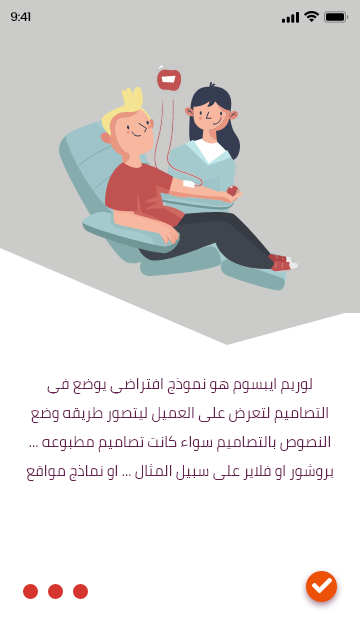 9:41
لوريم ايبسوم هو نموذج افتراضي يوضع في
التصاميم لتعرض على العميل ليتصور طريقه وضع
النصوص بالتصاميم سواء كانت تصاميم مطبوعه ...
بروشور او فلاير على سبيل المثال ... او نماذج مواقع